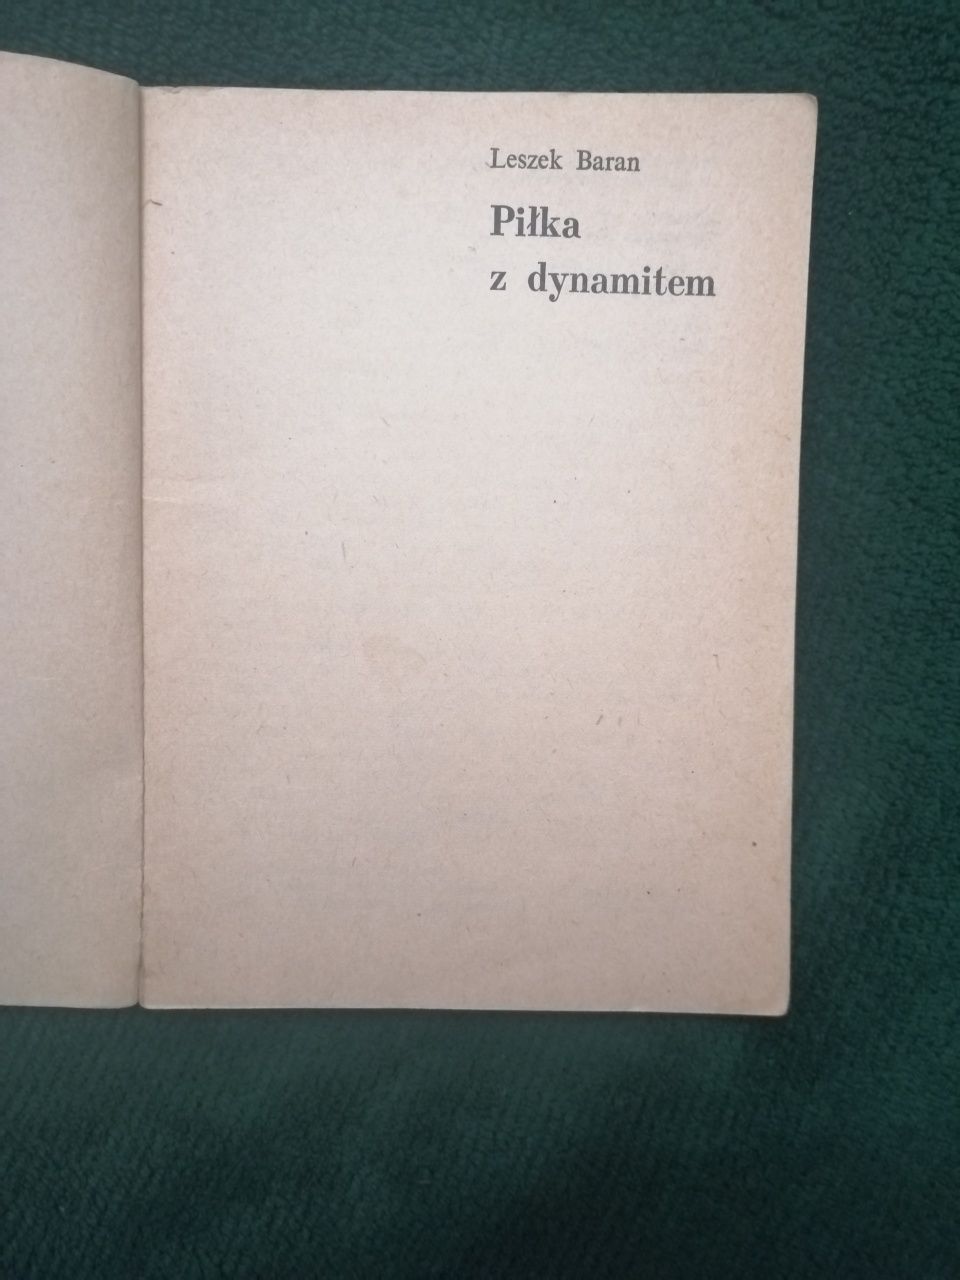 Leszek Baran
Piłka
z dynamitem